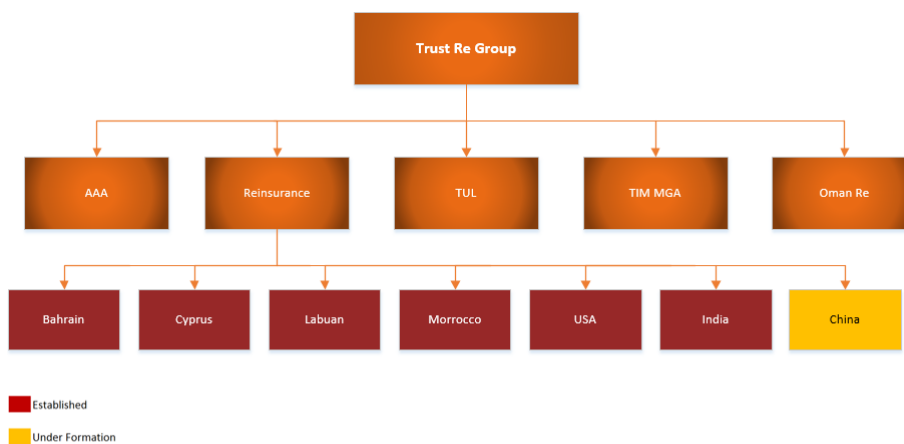 Trust Re Group
AAA
Reinsurance
TUL
TIM MGA
Oman Re
Bahrain
Cyprus
Labuan
Morrocco
USA
India
China
Established
Under Formation